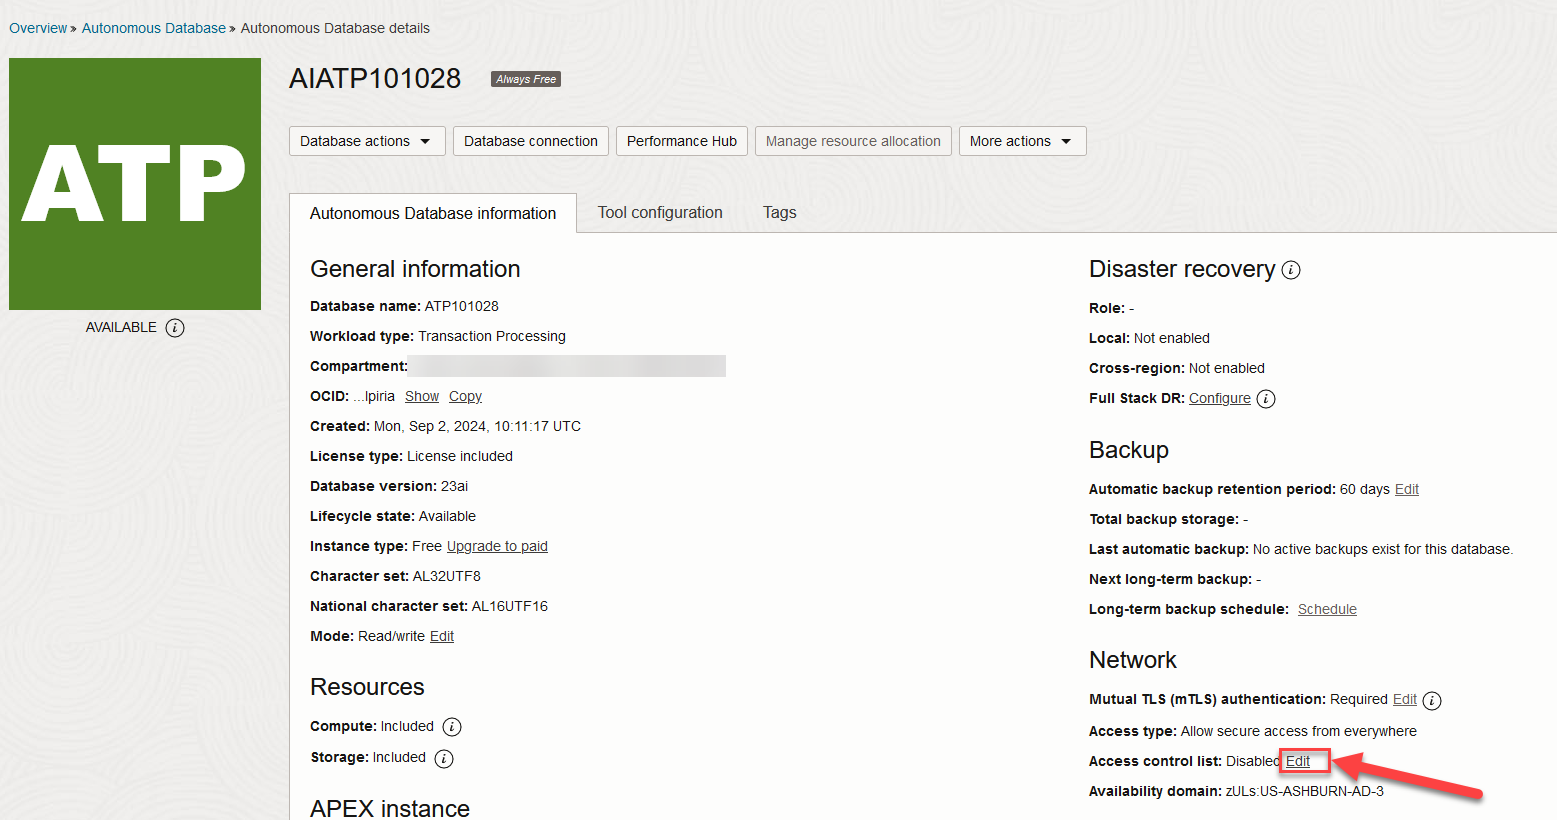 Overview » Autonomous Database » Autonomous Database details
ATP
AVAILABLE
AIATP101028 Always Free
Database actions Database connection Performance Hub Manage resource allocation More actions
Autonomous Database information Tool configuration Tags
General information
Database name: ATP101028
Workload type: Transaction Processing
Compartment:
OCID: ...lpiria Show Copy
Created: Mon, Sep 2, 2024, 10:11:17 UTC
License type: License included
Database version: 23ai
Lifecycle state: Available
Instance type: Free Upgrade to paid
Character set: AL32UTF8
National character set: AL16UTF16
Mode: Read/write Edit
Resources
Compute: Included
Storage: Included
APEX instance
Disaster recovery
Role: -
Local: Not enabled
Cross-region: Not enabled
Full Stack DR: Configure
Backup
Automatic backup retention period: 60 days Edit
Total backup storage: -
Last automatic backup: No active backups exist for this database.
Next long-term backup: -
Long-term backup schedule: Schedule
Network
Mutual TLS (mTLS) authentication: Required Edit
Access type: Allow secure access from everywhere
Access control list: Disabled Edit
Availability domain: zULs:US-ASHBURN-AD-3